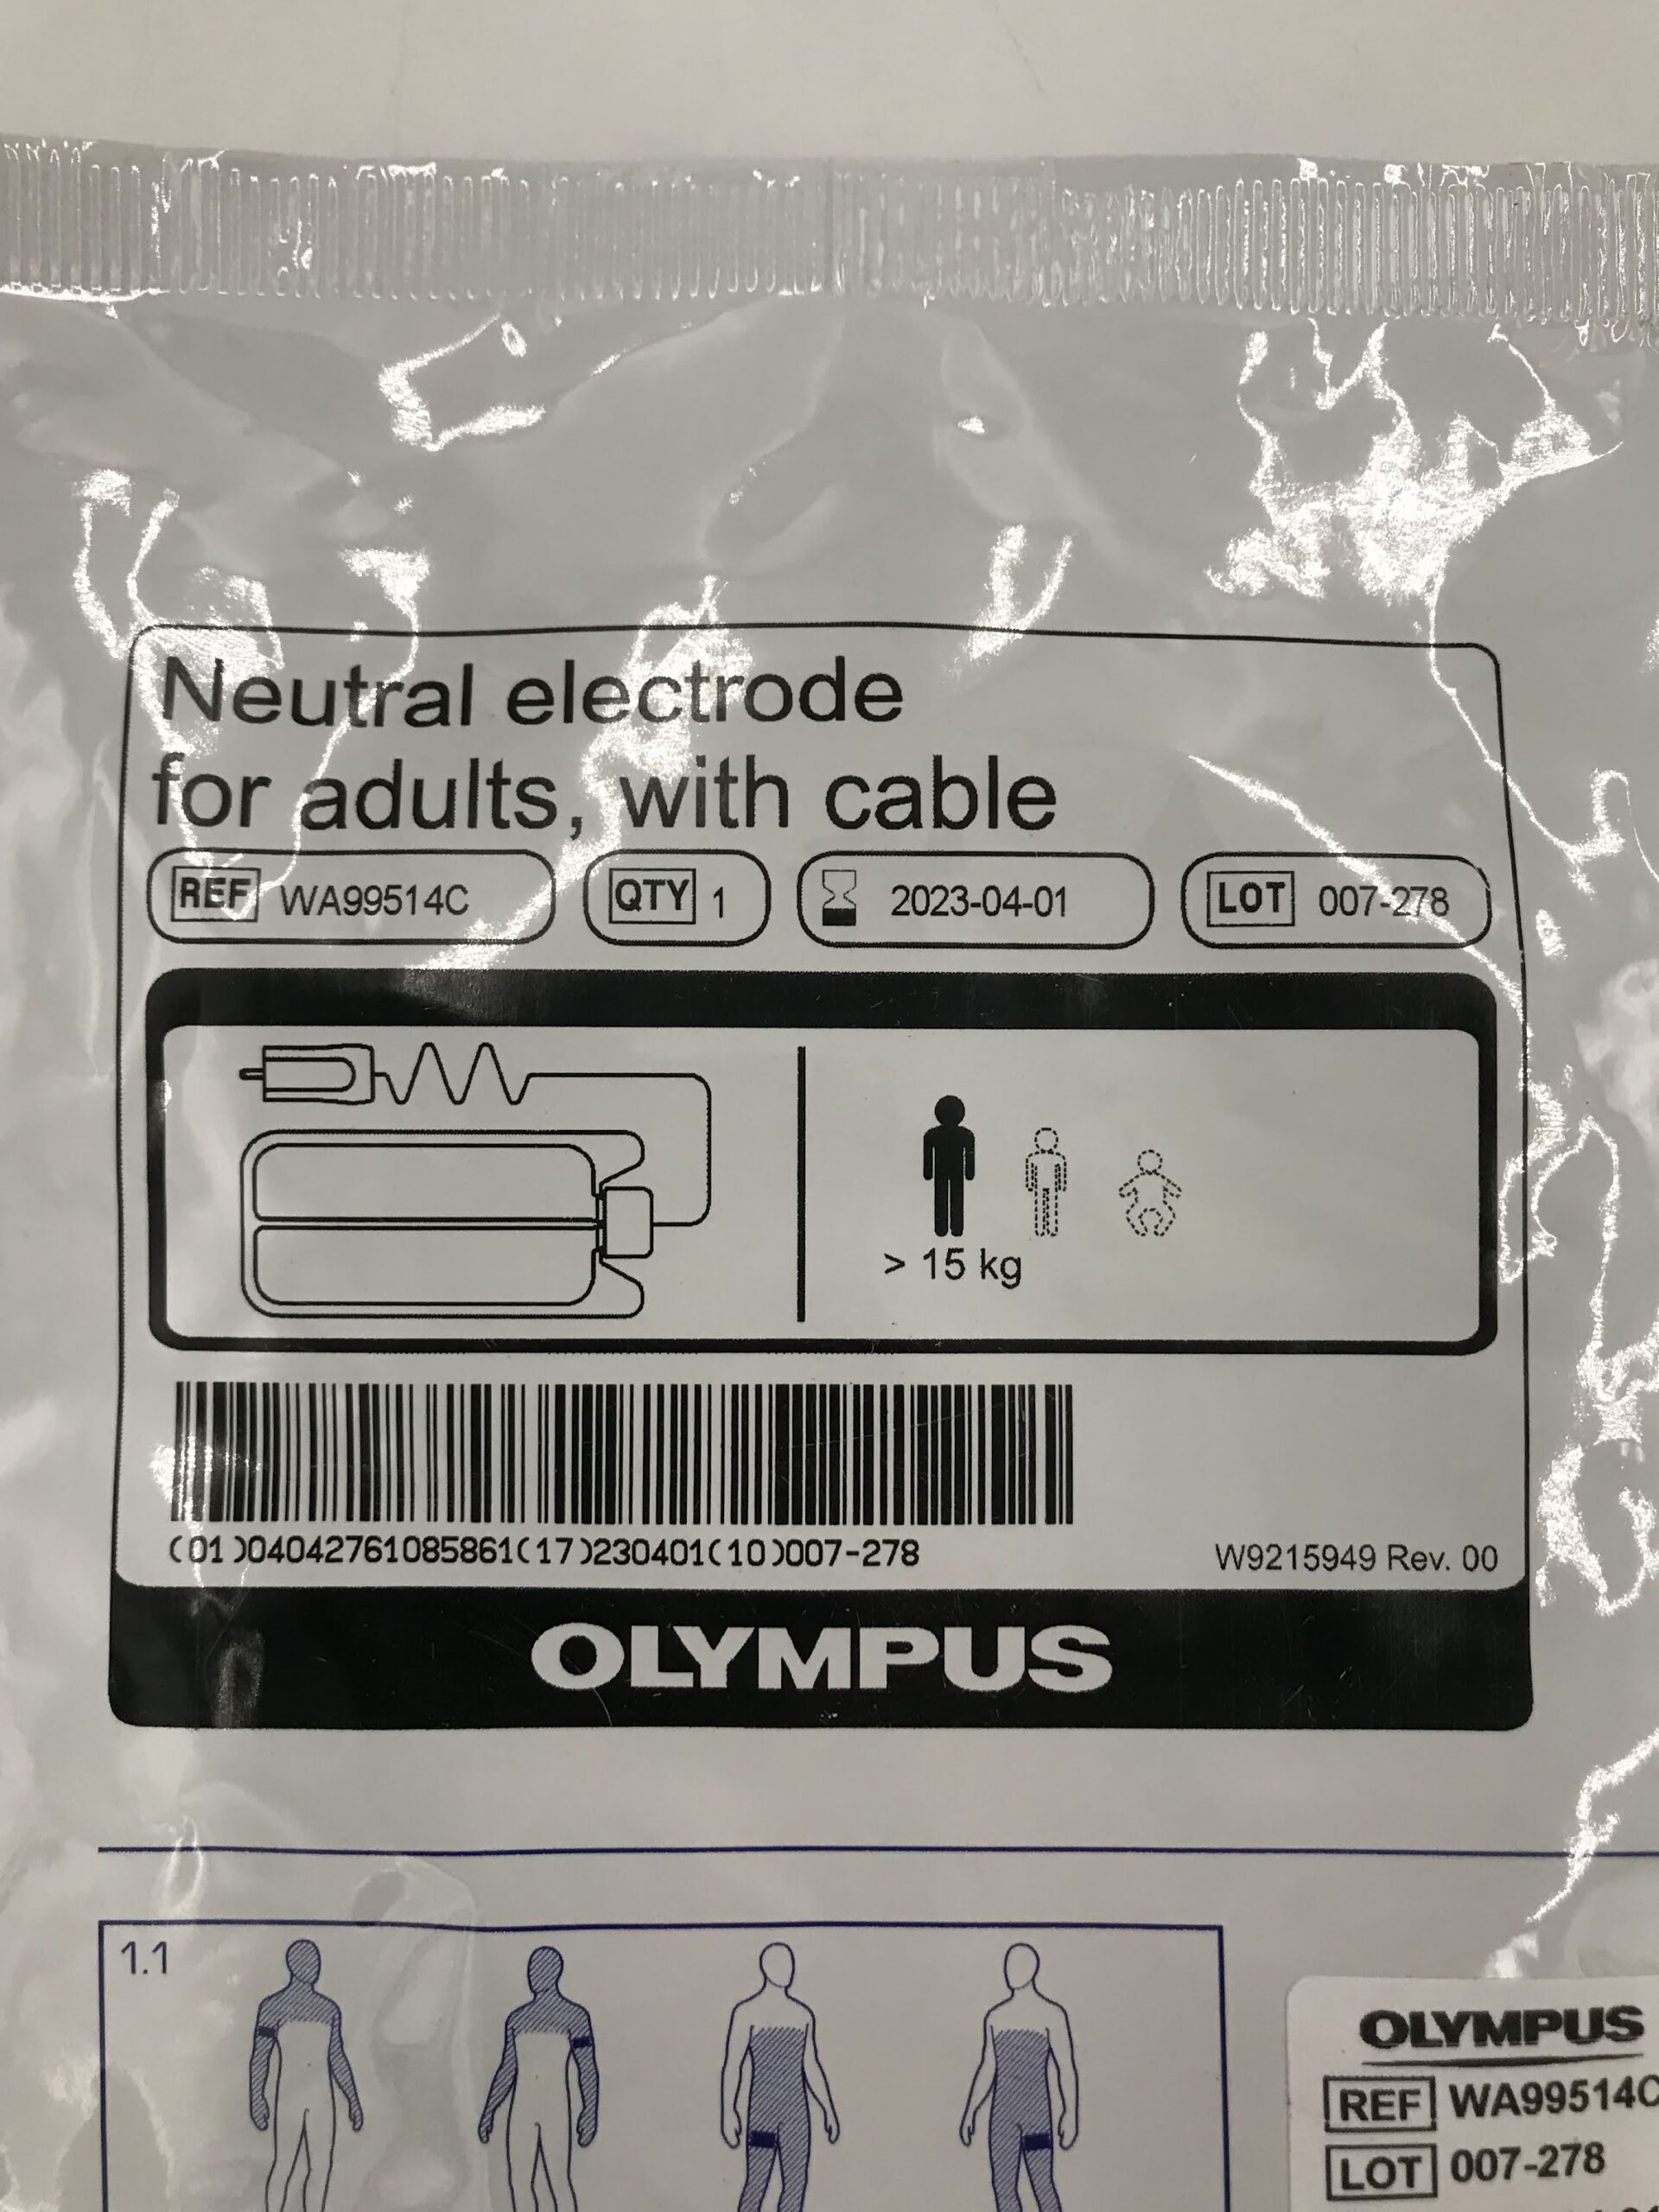 Neutral electrode
for adults, with cable
REF WA99514C QTY 1 2023-04-01 LOT 007-278
> 15 kg
(01)04042761085861(17)230401(10)007-278
W9215949 Rev. 00
OLYMPUS
1.1
OLYMPUS
REF WA99514C
LOT 007-278